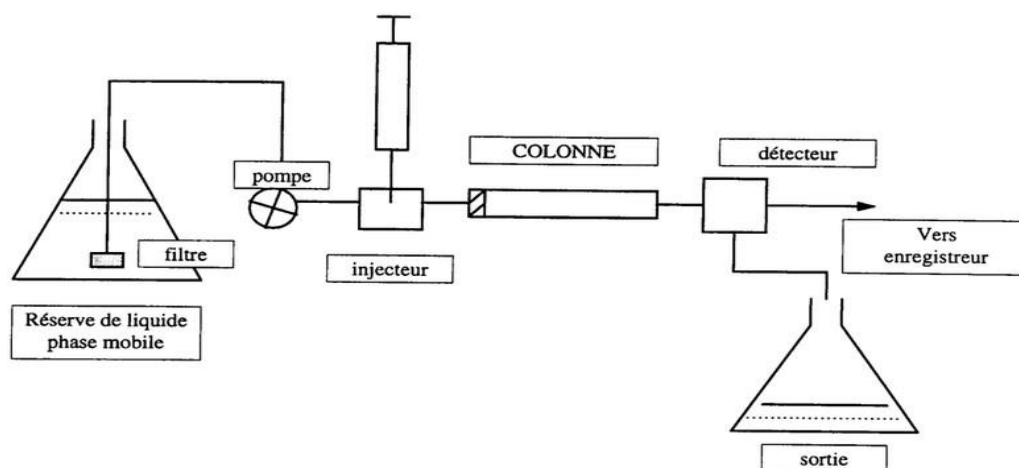 COLONNE
détecteur
pompe
filtre
injecteur
Vers
enregistreur
Réserve de liquide
phase mobile
sortie